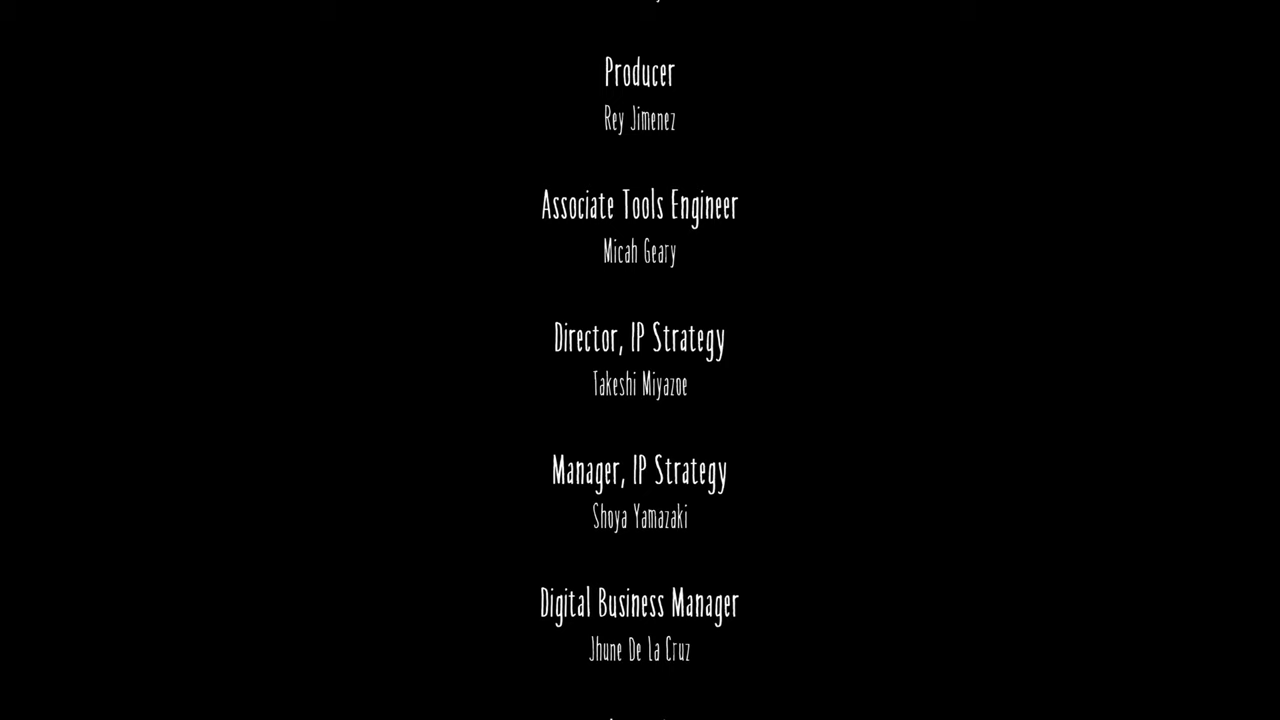 Producer
Rey Jimenez
Associate Tools Engineer
Micah Geary
Director, IP Strategy
Takeshi Miyazoe
Manager, IP Strategy
Shoya Yamazaki
Digital Business Manager
Jhune De La Cruz